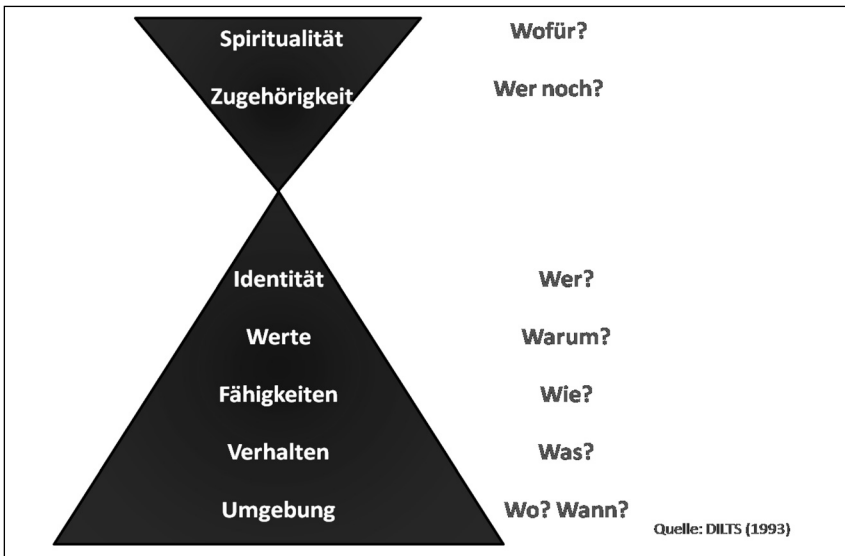 Spiritualität Wofür?
Zugehörigkeit Wer noch?
Identität Wer?
Werte Warum?
Fähigkeiten Wie?
Verhalten Was?
Umgebung Wo? Wann?
Quelle: DILTS (1993)